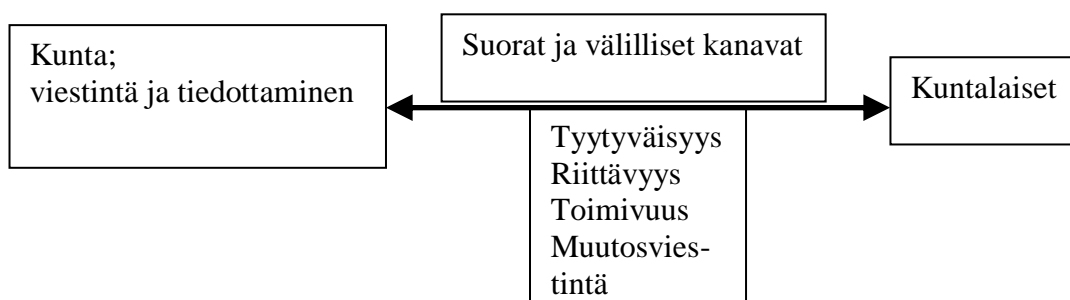 Kunta;
viestintä ja tiedottaminen
Suorat ja välilliset kanavat
Kuntalaiset
Tyytyväisyys
Riittävyys
Toimivuus
Muutosvies-
tintä